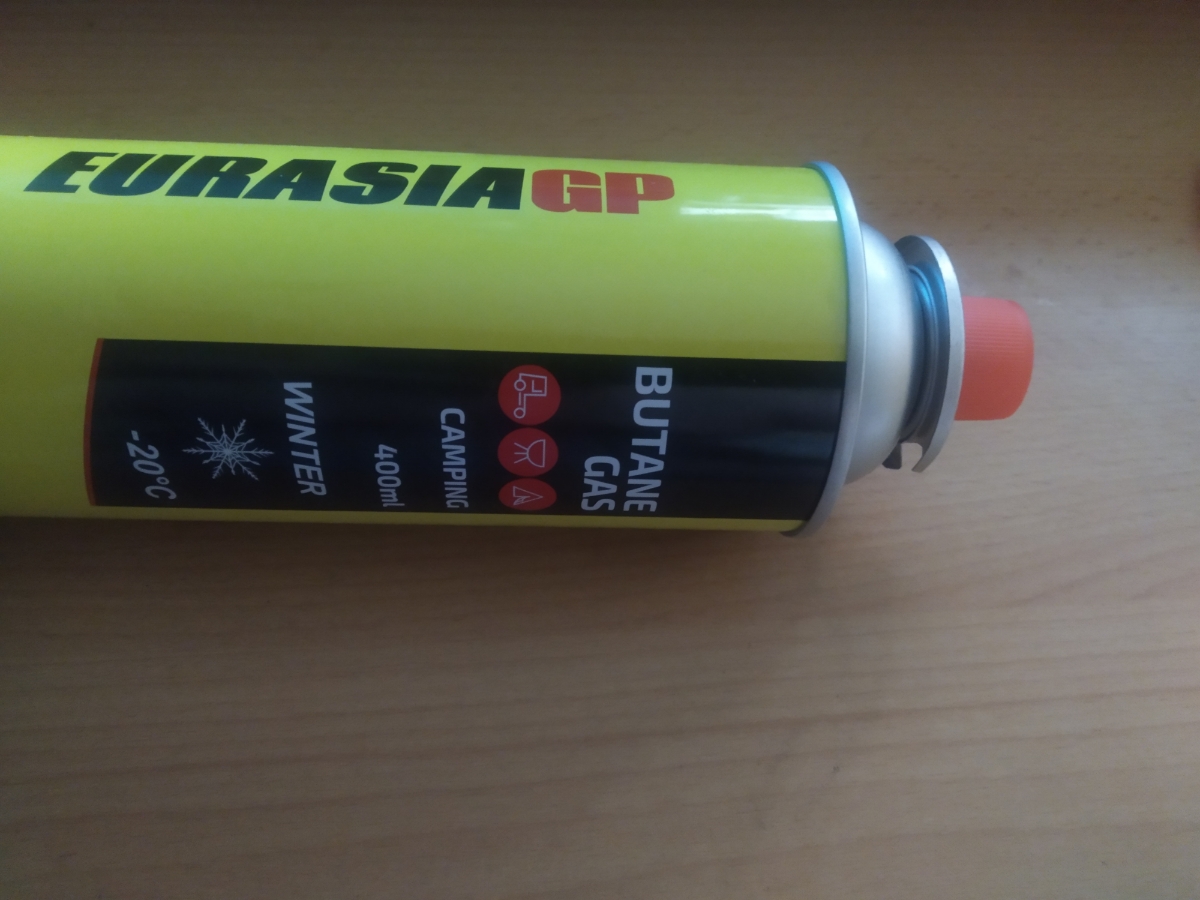 EURASIAGP
BUTANE
GAS
CAMPING
400ml
WINTER
-20°C